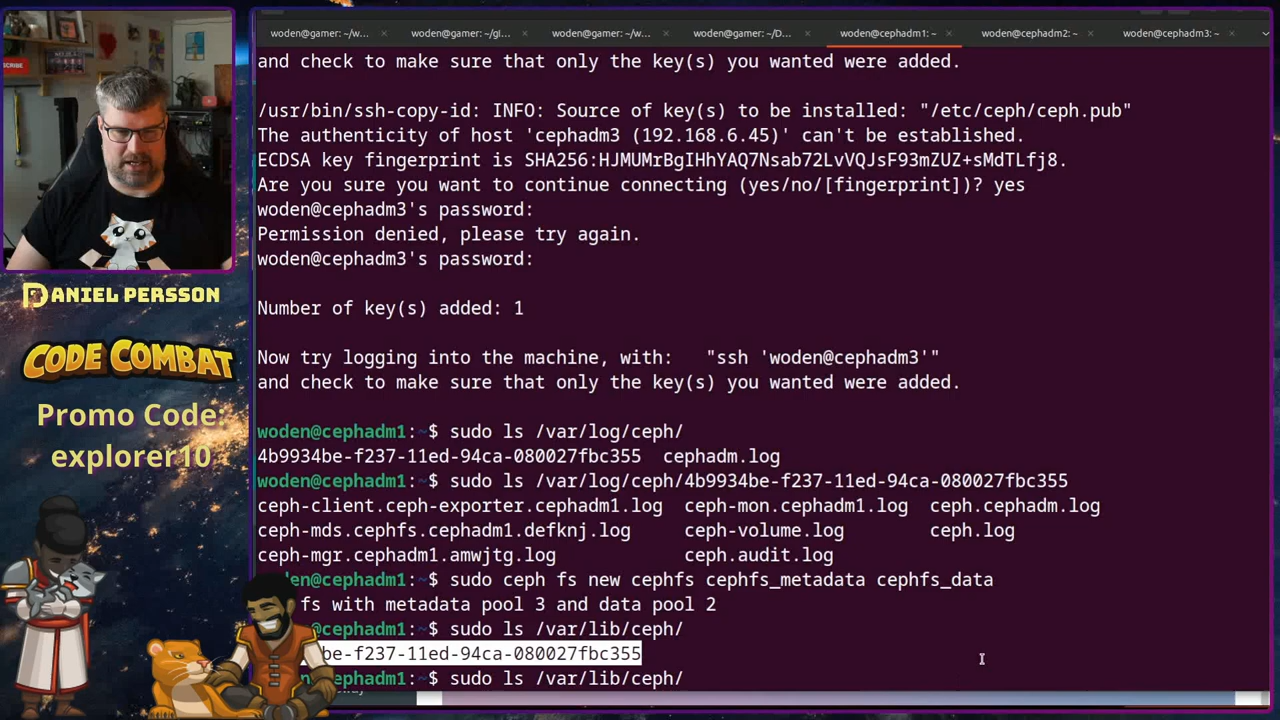 woden@gamer: ~/w... × woden@gamer: ~/gl... × woden@gamer: ~/w... × woden@gamer: ~/D... × woden@cephadm1: ~ × woden@cephadm2: ~ × woden@cephadm3: ~ ×
and check to make sure that only the key(s) you wanted were added.
/usr/bin/ssh-copy-id: INFO: Source of key(s) to be installed: "/etc/ceph/ceph.pub"
The authenticity of host 'cephadm3 (192.168.6.45)' can't be established.
ECDSA key fingerprint is SHA256:HJMUMrBgIHhYAQ7Nsab72LvVQJsF93mZUZ+sMdTLfj8.
Are you sure you want to continue connecting (yes/no/[fingerprint])? yes
woden@cephadm3's password:
Permission denied, please try again.
woden@cephadm3's password:
Number of key(s) added: 1
Now try logging into the machine, with:   "ssh 'woden@cephadm3'"
and check to make sure that only the key(s) you wanted were added.
woden@cephadm1:~$ sudo ls /var/log/ceph/
4b9934be-f237-11ed-94ca-080027fbc355  cephadm.log
woden@cephadm1:~$ sudo ls /var/log/ceph/4b9934be-f237-11ed-94ca-080027fbc355
ceph-client.ceph-exporter.cephadm1.log  ceph-mon.cephadm1.log  ceph.cephadm.log
ceph-mds.cephfs.cephadm1.defknj.log     ceph-volume.log        ceph.log
ceph-mgr.cephadm1.amwjtg.log            ceph.audit.log
den@cephadm1:~$ sudo ceph fs new cephfs cephfs_metadata cephfs_data
fs with metadata pool 3 and data pool 2
@cephadm1:~$ sudo ls /var/lib/ceph/
be-f237-11ed-94ca-080027fbc355
@cephadm1:~$ sudo ls /var/lib/ceph/
SCRIBE
DANIEL PERSSON
CODE COMBAT
Promo Code:
explorer10